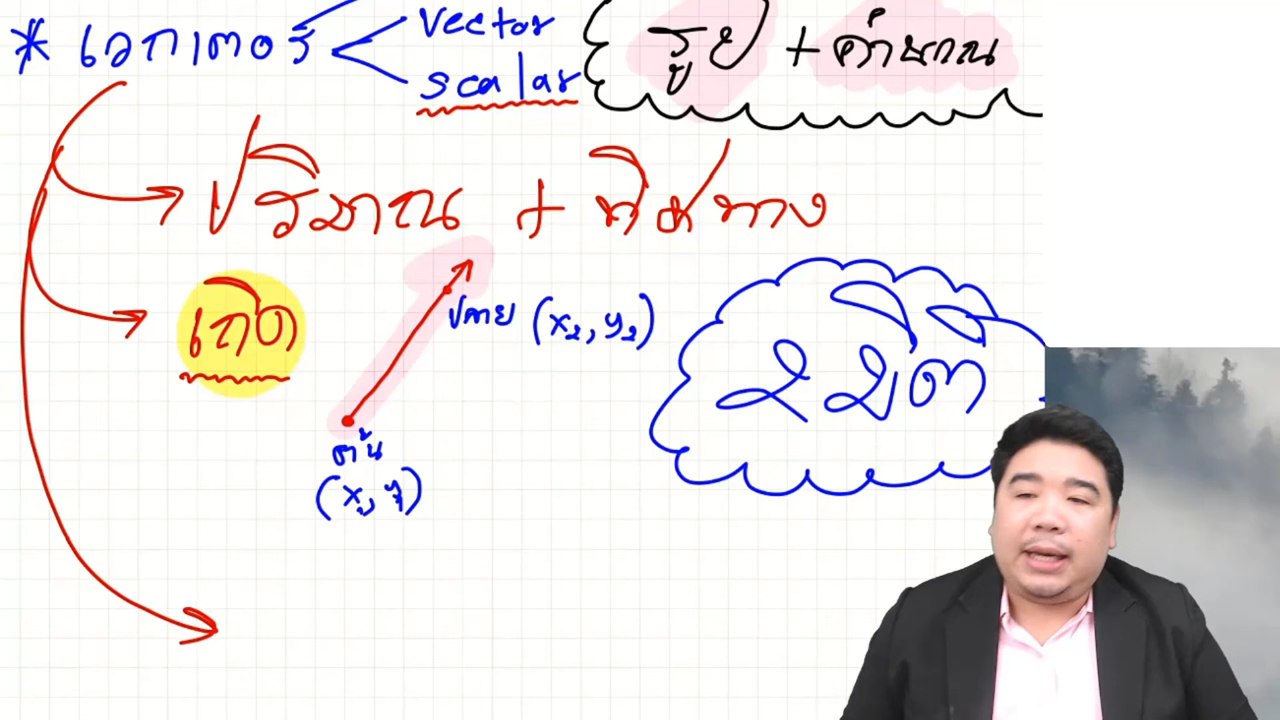 * เวกเตอร์
vector
scalar
รูป + คำนวณ
ปริมาณ + ทิศทาง
เกิด
ปลาย (x₂, y₂)
ต้น
(x₁, y₁)
2 มิติ